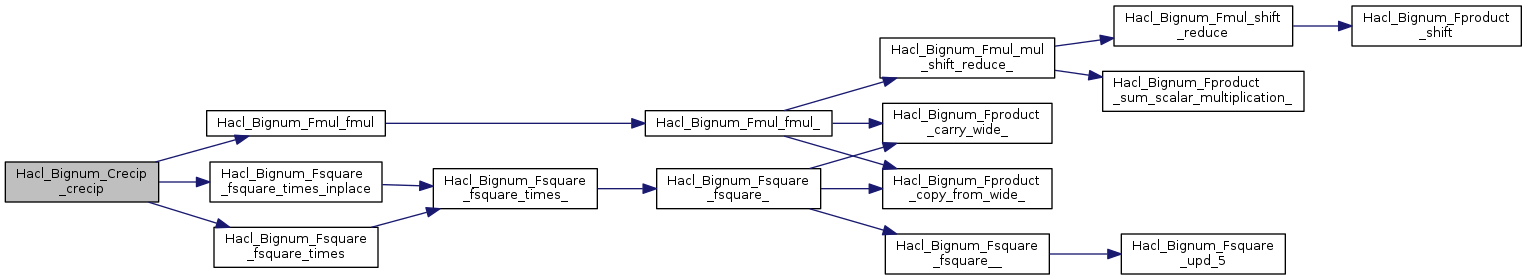 Hacl_Bignum_Crecip
_crecip
Hacl_Bignum_Fmul_fmul
Hacl_Bignum_Fsquare
_fsquare_times_inplace
Hacl_Bignum_Fsquare
_fsquare_times
Hacl_Bignum_Fsquare
_fsquare_times_
Hacl_Bignum_Fmul_fmul_
Hacl_Bignum_Fsquare
_fsquare_
Hacl_Bignum_Fmul_mul
_shift_reduce_
Hacl_Bignum_Fproduct
_carry_wide_
Hacl_Bignum_Fproduct
_copy_from_wide_
Hacl_Bignum_Fsquare
_fsquare__
Hacl_Bignum_Fmul_shift
_reduce
Hacl_Bignum_Fproduct
_sum_scalar_multiplication_
Hacl_Bignum_Fsquare
_upd_5
Hacl_Bignum_Fproduct
_shift